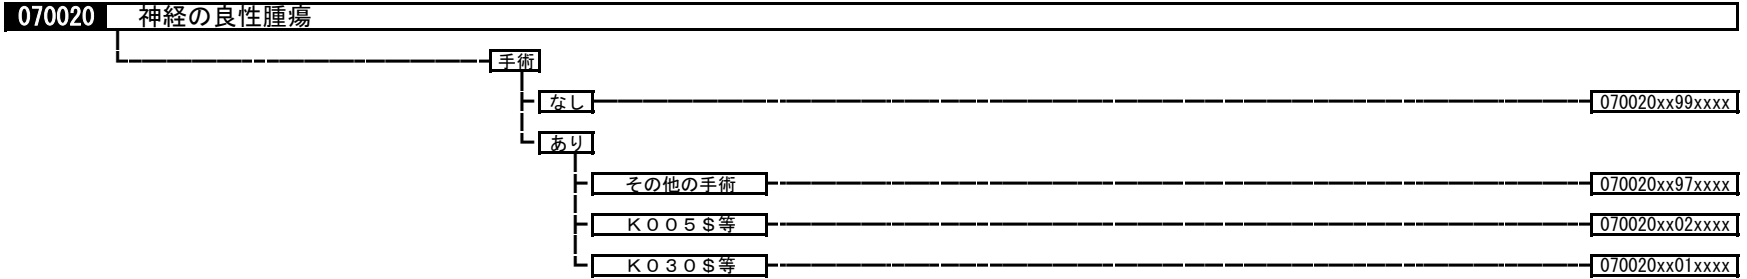 070020 神経の良性腫瘍
手術
なし 070020xx99xxxx
あり
その他の手術 070020xx97xxxx
K005$等 070020xx02xxxx
K030$等 070020xx01xxxx